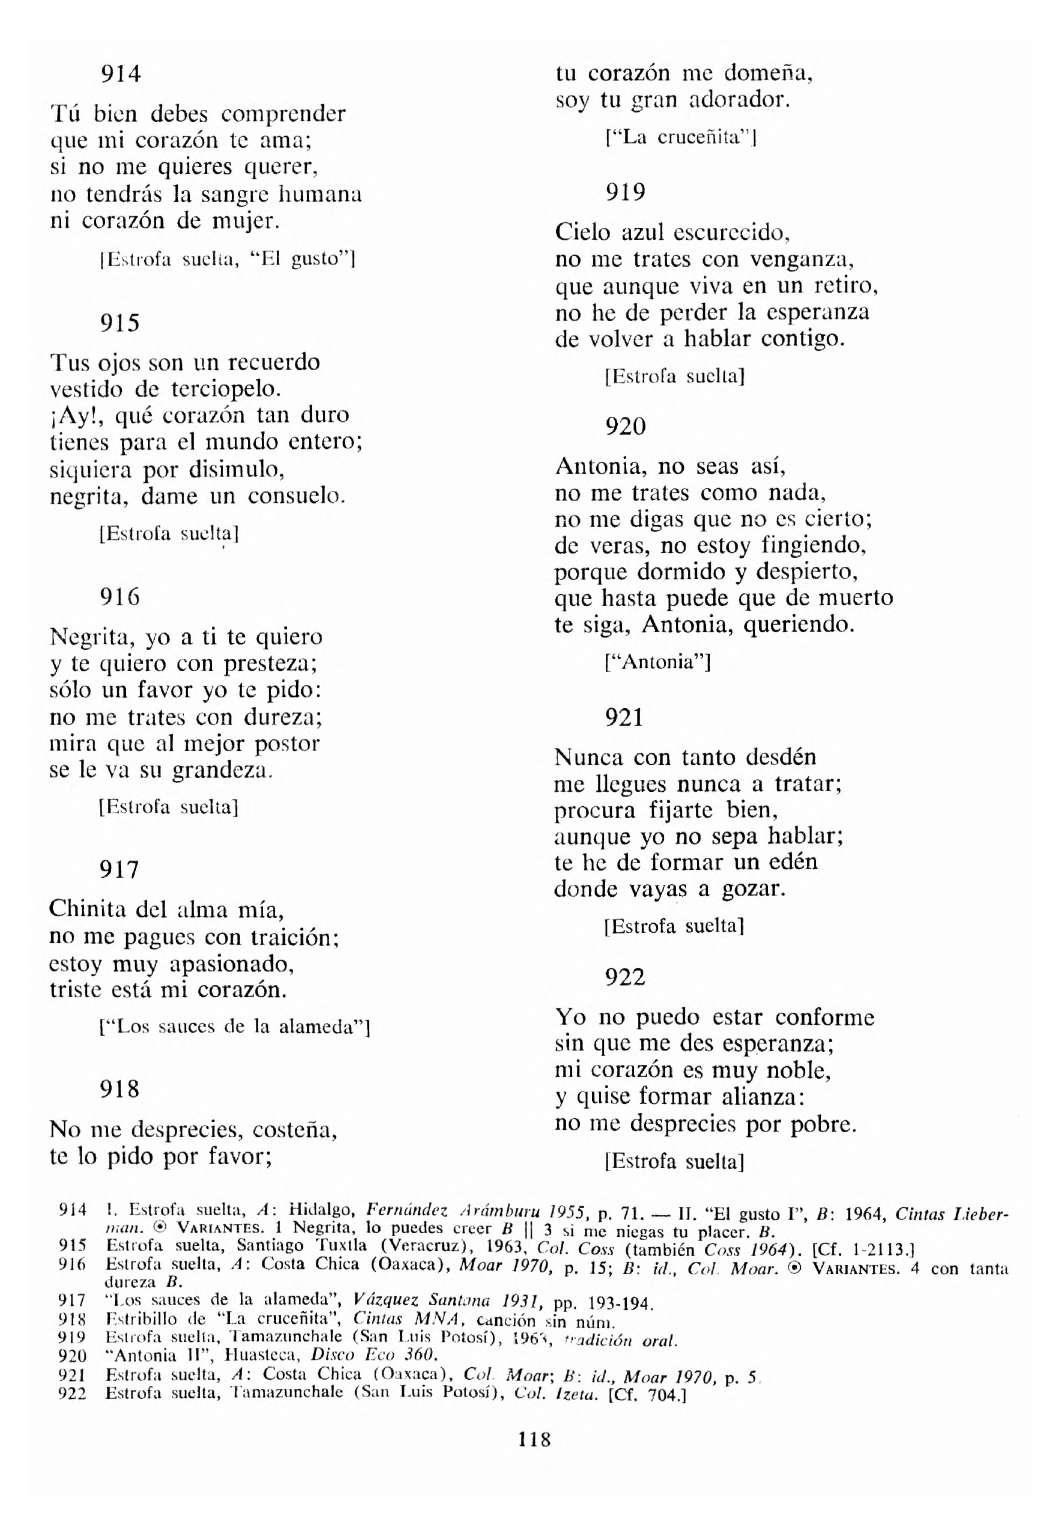 914
Tú bien debes comprender
que mi corazón te ama;
si no me quieres querer,
no tendrás la sangre humana
ni corazón de mujer.
[Estrofa suelta, “El gusto”]
915
Tus ojos son un recuerdo
vestido de terciopelo.
¡Ay!, qué corazón tan duro
tienes para el mundo entero;
siquiera por disimulo,
negrita, dame un consuelo.
[Estrofa suelta]
916
Negrita, yo a ti te quiero
y te quiero con presteza;
sólo un favor yo te pido:
no me trates con dureza;
mira que al mejor postor
se le va su grandeza.
[Estrofa suelta]
917
Chinita del alma mía,
no me pagues con traición;
estoy muy apasionado,
triste está mi corazón.
[“Los sauces de la alameda”]
918
No me desprecies, costeña,
te lo pido por favor;
tu corazón me domeña,
soy tu gran adorador.
[“La cruceñita”]
919
Cielo azul escurecido,
no me trates con venganza,
que aunque viva en un retiro,
no he de perder la esperanza
de volver a hablar contigo.
[Estrofa suelta]
920
Antonia, no seas así,
no me trates como nada,
no me digas que no es cierto;
de veras, no estoy fingiendo,
porque dormido y despierto,
que hasta puede que de muerto
te siga, Antonia, queriendo.
[“Antonia”]
921
Nunca con tanto desdén
me llegues nunca a tratar;
procura fijarte bien,
aunque yo no sepa hablar;
te he de formar un edén
donde vayas a gozar.
[Estrofa suelta]
922
Yo no puedo estar conforme
sin que me des esperanza;
mi corazón es muy noble,
y quise formar alianza:
no me desprecies por pobre.
[Estrofa suelta]
914 I. Estrofa suelta, A: Hidalgo, Fernández Arámburu 1955, p. 71. — II. “El gusto I”, B: 1964, Cintas Lieber-
man. ⦿ VARIANTES. 1 Negrita, lo puedes creer B || 3 si me niegas tu placer. B.
915 Estrofa suelta, Santiago Tuxtla (Veracruz), 1963, Col. Coss (también Coss 1964). [Cf. 1-2113.]
916 Estrofa suelta, A: Costa Chica (Oaxaca), Moar 1970, p. 15; B: id., Col. Moar. ⦿ VARIANTES. 4 con tanta
dureza B.
917 “Los sauces de la alameda”, Vázquez Santana 1931, pp. 193-194.
918 Estribillo de “La cruceñita”, Cintas MNA, canción sin núm.
919 Estrofa suelta, Tamazunchale (San Luis Potosí), 1963, tradición oral.
920 “Antonia II”, Huasteca, Disco Eco 360.
921 Estrofa suelta, A: Costa Chica (Oaxaca), Col. Moar; B: id., Moar 1970, p. 5.
922 Estrofa suelta, Tamazunchale (San Luis Potosí), Col. Izeta. [Cf. 704.]
118